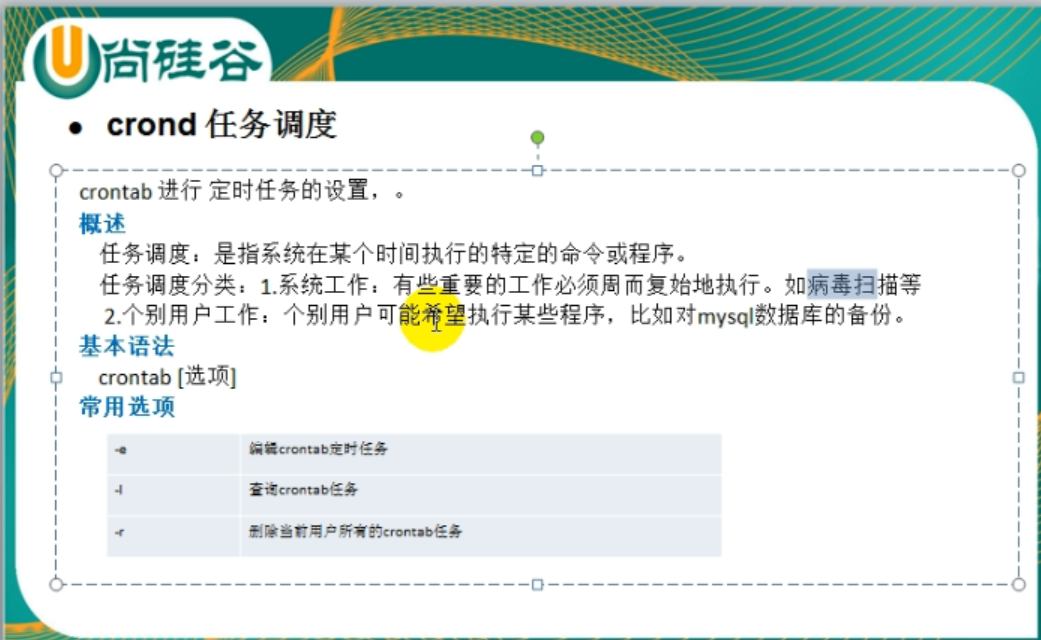 尚硅谷
• crond 任务调度
crontab 进行 定时任务的设置，。
概述
任务调度：是指系统在某个时间执行的特定的命令或程序。
任务调度分类：1.系统工作：有些重要的工作必须周而复始地执行。如病毒扫描等
2.个别用户工作：个别用户可能希望执行某些程序，比如对mysql数据库的备份。
基本语法
crontab [选项]
常用选项
-e 编辑crontab定时任务
-l 查询crontab任务
-r 删除当前用户所有的crontab任务